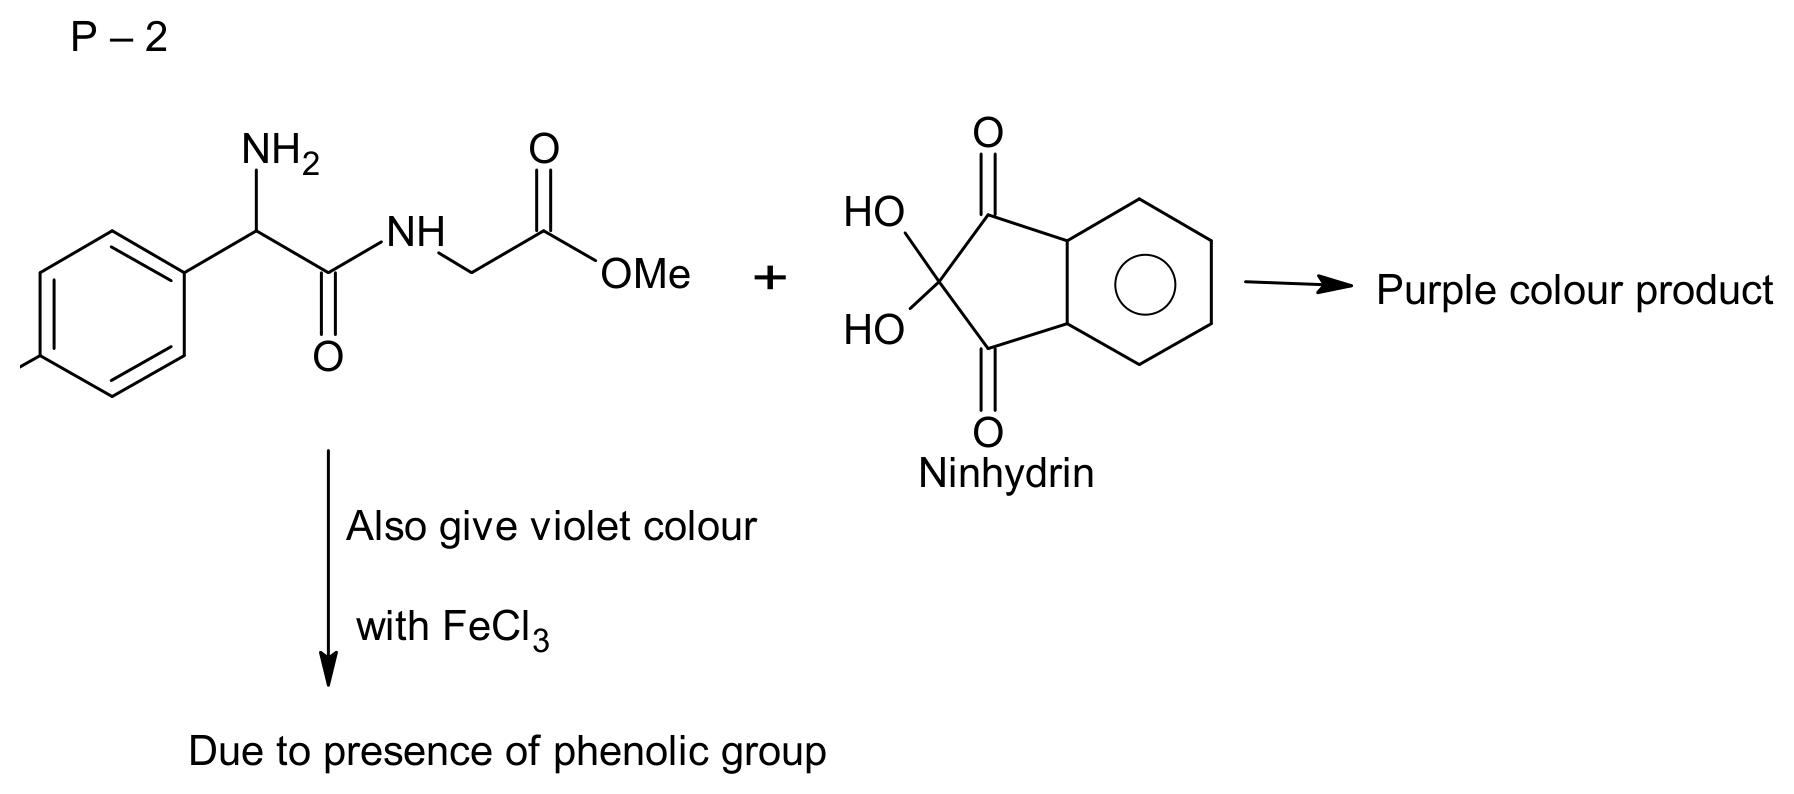 P – 2
NH2
O
NH
OMe
O
+
O
HO
HO
O
Ninhydrin
Purple colour product
Also give violet colour
with FeCl3
Due to presence of phenolic group